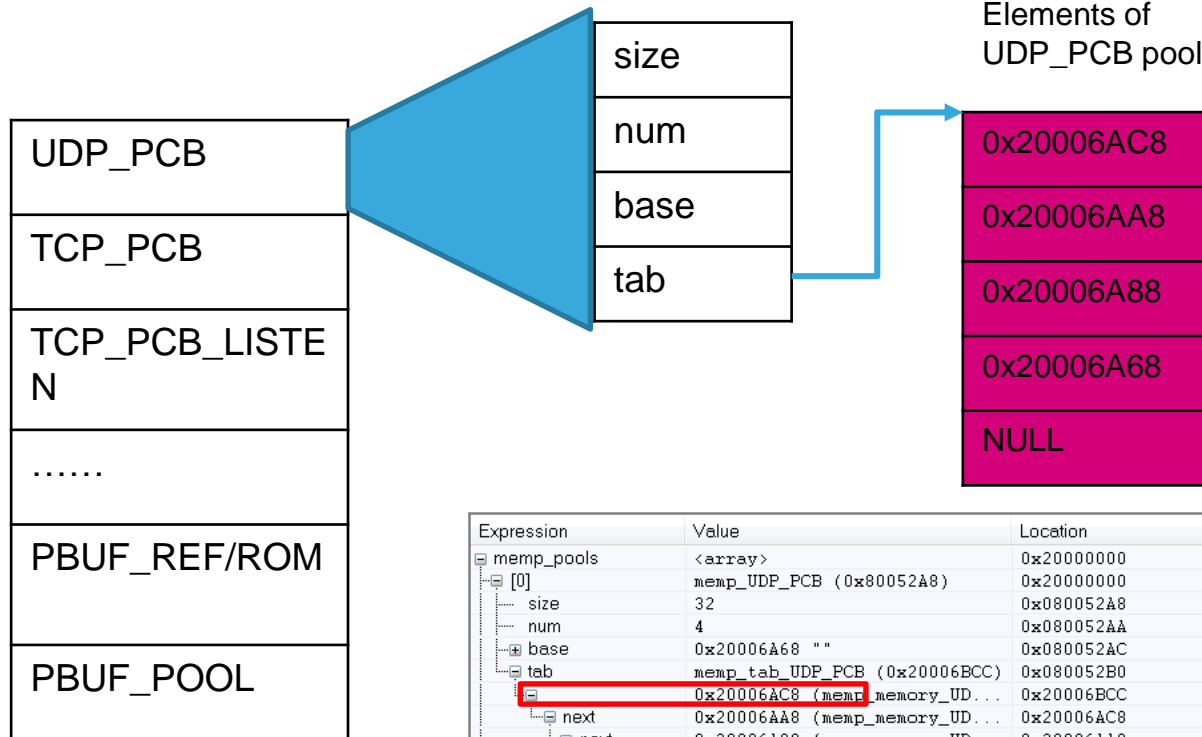 Elements of
UDP_PCB pool
size
num
base
tab
UDP_PCB
TCP_PCB
TCP_PCB_LISTE
N
……
PBUF_REF/ROM
PBUF_POOL
0x20006AC8
0x20006AA8
0x20006A88
0x20006A68
NULL
Expression Value Location
memp_pools <array> 0x20000000
[0] memp_UDP_PCB (0x80052A8) 0x20000000
size 32 0x080052A8
num 4 0x080052AA
base 0x20006A68 "" 0x080052AC
tab memp_tab_UDP_PCB (0x20006BCC) 0x080052B0
0x20006AC8 (memp_memory_UD... 0x20006BCC
next 0x20006AA8 (memp_memory_UD... 0x20006AC8